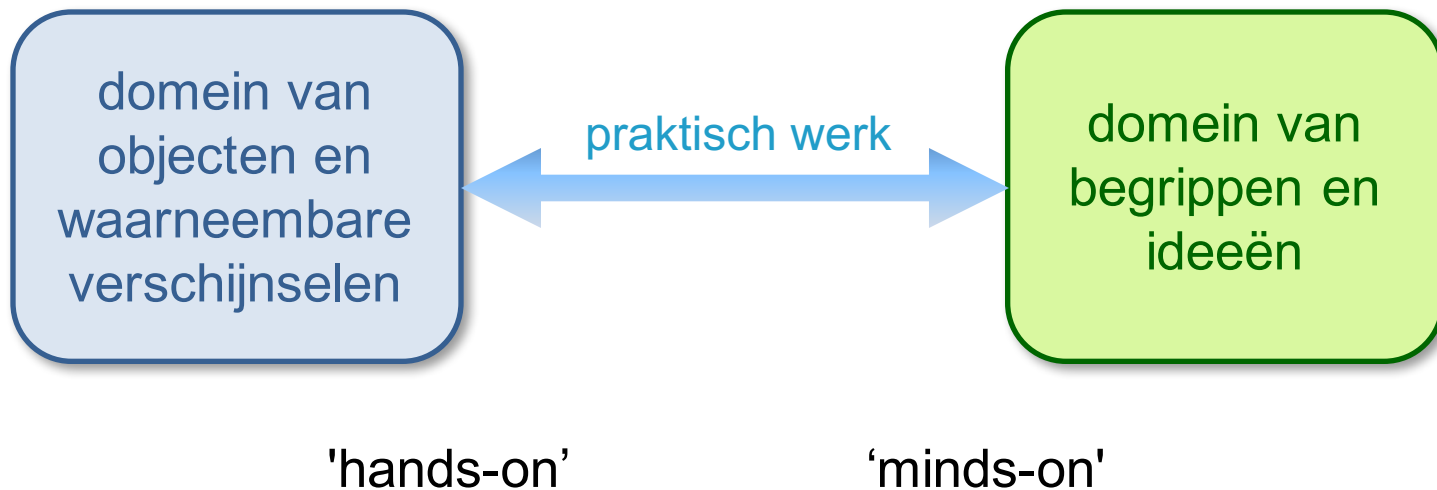 domein van
objecten en
waarneembare
verschijnselen
praktisch werk
domein van
begrippen en
ideeën
'hands-on’
‘minds-on'